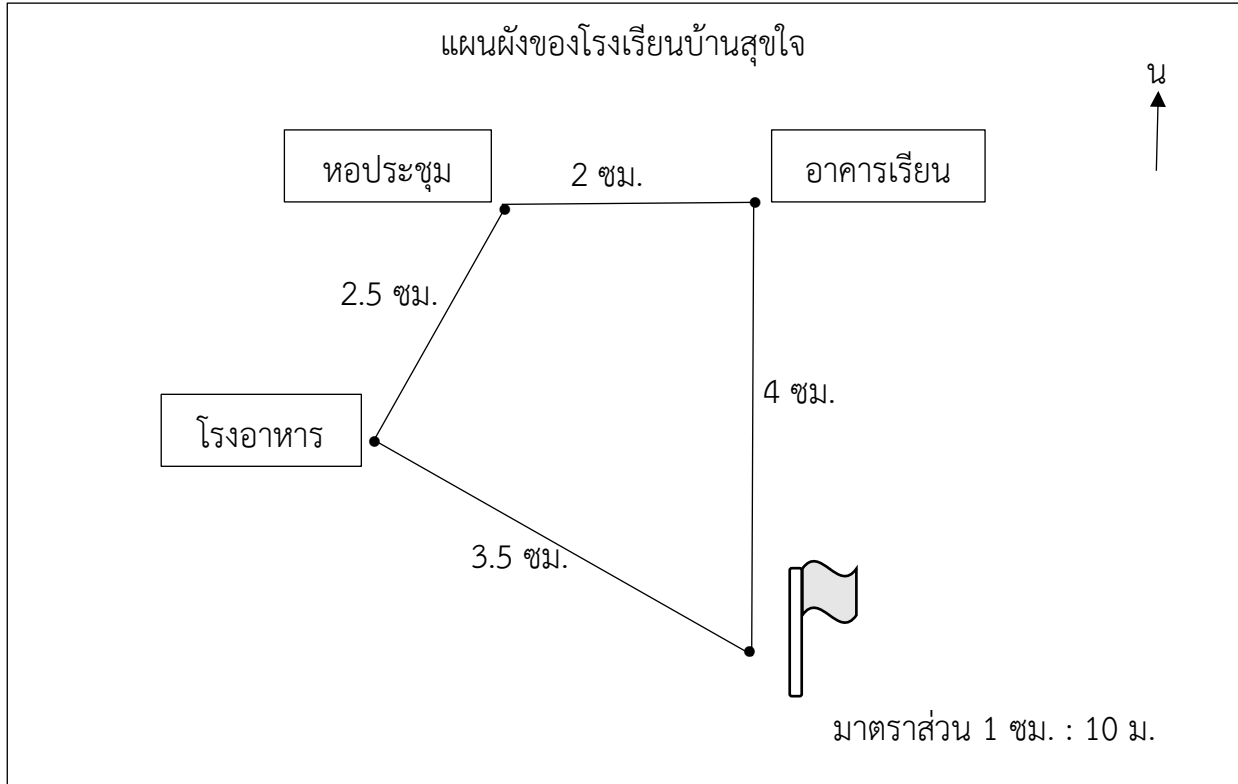 แผนผังของโรงเรียนบ้านสุขใจ
น
หอประชุม
2 ซม.
อาคารเรียน
2.5 ซม.
4 ซม.
โรงอาหาร
3.5 ซม.
มาตราส่วน 1 ซม. : 10 ม.